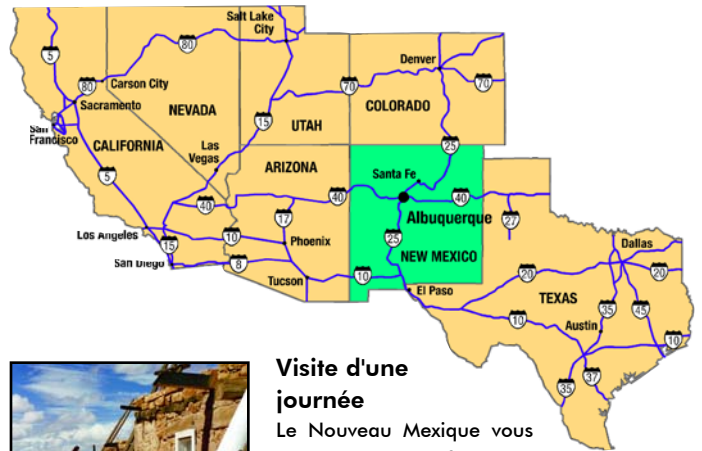 Salt Lake
City
5
80
80
Carson City
Sacramento
Denver
70
70
NEVADA
COLORADO
San
Francisco
CALIFORNIA
15
UTAH
Las
Vegas
25
5
ARIZONA
Santa Fe
40
40
40
Albuquerque
17
27
Los Angeles
15
10
Phoenix
25
NEW MEXICO
Dallas
San Diego
8
Tucson
10
El Paso
20
20
TEXAS
10
35
45
Austin
10
35
37
Visite d'une
journée
Le Nouveau Mexique vous